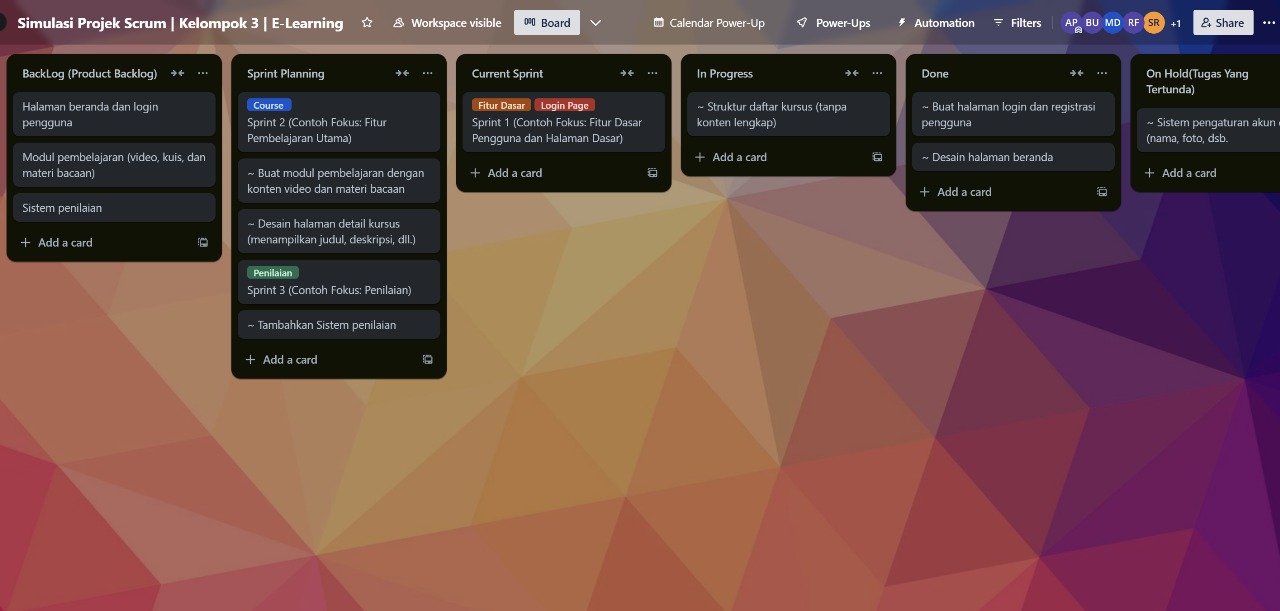 Simulasi Projek Scrum | Kelompok 3 | E-Learning
Workspace visible
Board
Calendar Power-Up
Power-Ups
Automation
Filters
AP
BU
MD
RF
SR
+1
Share
BackLog (Product Backlog)
Halaman beranda dan login
pengguna
Modul pembelajaran (video, kuis, dan
materi bacaan)
Sistem penilaian
Add a card
Sprint Planning
Course
Sprint 2 (Contoh Fokus: Fitur
Pembelajaran Utama)
~ Buat modul pembelajaran dengan
konten video dan materi bacaan
~ Desain halaman detail kursus
(menampilkan judul, deskripsi, dll.)
Penilaian
Sprint 3 (Contoh Fokus: Penilaian)
~ Tambahkan Sistem penilaian
Add a card
Current Sprint
Fitur Dasar
Login Page
Sprint 1 (Contoh Fokus: Fitur Dasar
Pengguna dan Halaman Dasar)
Add a card
In Progress
~ Struktur daftar kursus (tanpa
konten lengkap)
Add a card
Done
~ Buat halaman login dan registrasi
pengguna
~ Desain halaman beranda
Add a card
On Hold(Tugas Yang
Tertunda)
~ Sistem pengaturan akun
(nama, foto, dsb.
Add a card